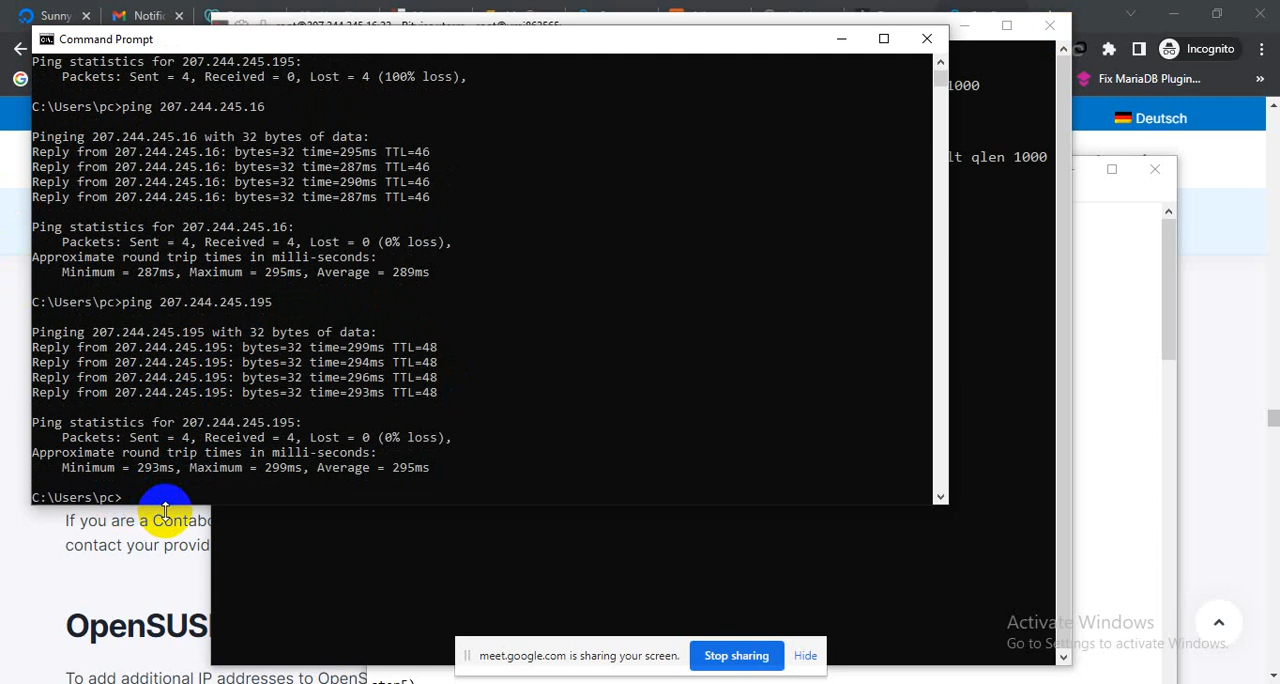 Sunny
Notific
Command Prompt
Incognito
Fix MariaDB Plugin...
»
Deutsch
Ping statistics for 207.244.245.195:
Packets: Sent = 4, Received = 0, Lost = 4 (100% loss),
C:\Users\pc>ping 207.244.245.16
Pinging 207.244.245.16 with 32 bytes of data:
Reply from 207.244.245.16: bytes=32 time=295ms TTL=46
Reply from 207.244.245.16: bytes=32 time=287ms TTL=46
Reply from 207.244.245.16: bytes=32 time=290ms TTL=46
Reply from 207.244.245.16: bytes=32 time=287ms TTL=46
Ping statistics for 207.244.245.16:
Packets: Sent = 4, Received = 4, Lost = 0 (0% loss),
Approximate round trip times in milli-seconds:
Minimum = 287ms, Maximum = 295ms, Average = 289ms
C:\Users\pc>ping 207.244.245.195
Pinging 207.244.245.195 with 32 bytes of data:
Reply from 207.244.245.195: bytes=32 time=299ms TTL=48
Reply from 207.244.245.195: bytes=32 time=294ms TTL=48
Reply from 207.244.245.195: bytes=32 time=296ms TTL=48
Reply from 207.244.245.195: bytes=32 time=293ms TTL=48
Ping statistics for 207.244.245.195:
Packets: Sent = 4, Received = 4, Lost = 0 (0% loss),
Approximate round trip times in milli-seconds:
Minimum = 293ms, Maximum = 299ms, Average = 295ms
C:\Users\pc>
1000
lt qlen 1000
If you are a Contabo
contact your provid
OpenSUS
To add additional IP addresses to OpenS
meet.google.com is sharing your screen.
Stop sharing
Hide
Activate Windows
Go to Settings to activate Windows.